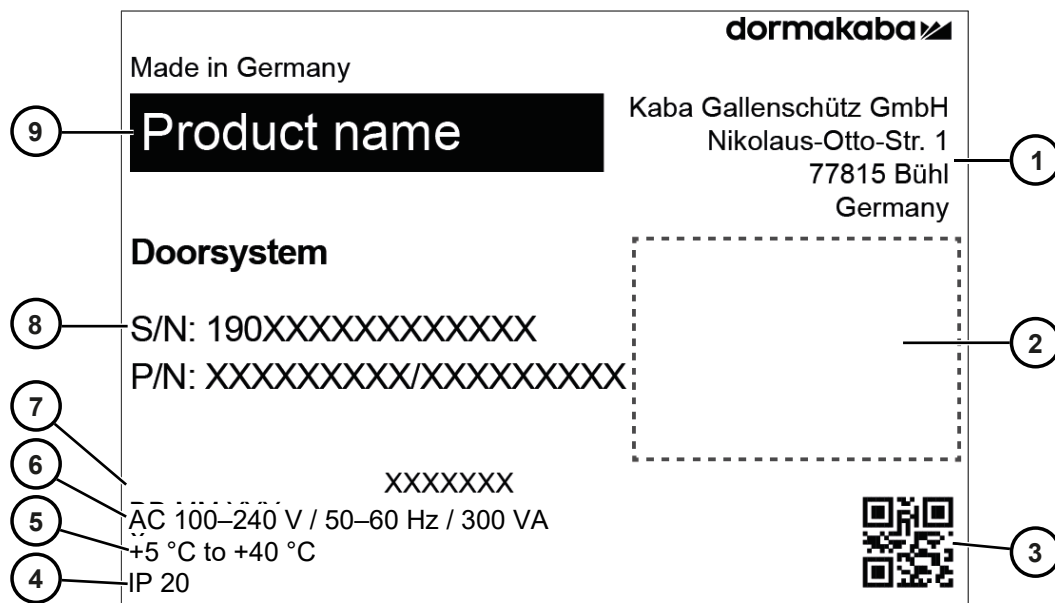 dormakaba
Made in Germany
Product name
Kaba Gallenschütz GmbH
Nikolaus-Otto-Str. 1
77815 Bühl
Germany
Doorsystem
S/N: 190XXXXXXXXXXXX
P/N: XXXXXXXXX/XXXXXXXXX
XXXXXXX
AC 100–240 V / 50–60 Hz / 300 VA
+5 °C to +40 °C
IP 20
9
1
8
2
7
6
5
3
4